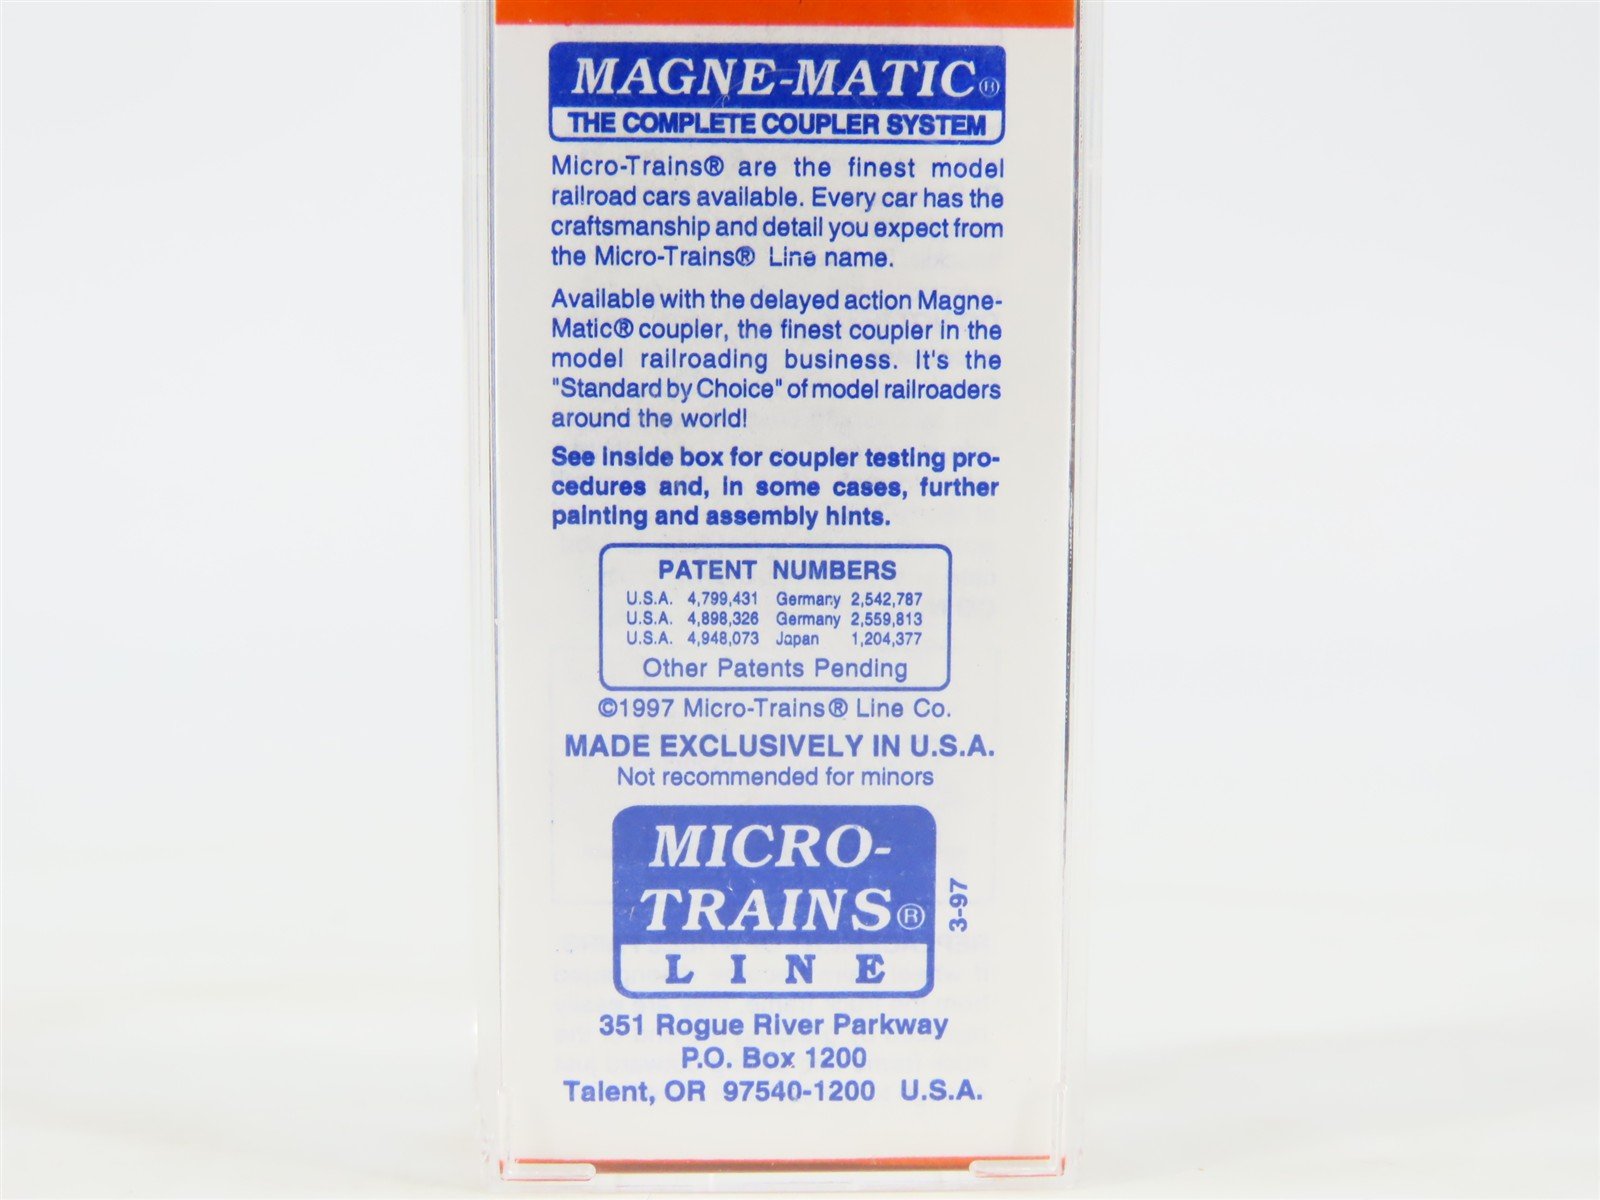 MAGNE-MATIC®
THE COMPLETE COUPLER SYSTEM
Micro-Trains® are the finest model
railroad cars available. Every car has the
craftsmanship and detail you expect from
the Micro-Trains® Line name.
Available with the delayed action Magne-
Matic® coupler, the finest coupler in the
model railroading business. It's the
"Standard by Choice" of model railroaders
around the world!
See inside box for coupler testing pro-
cedures and, in some cases, further
painting and assembly hints.
PATENT NUMBERS
U.S.A. 4,799,431 Germany 2,542,787
U.S.A. 4,898,326 Germany 2,559,813
U.S.A. 4,948,073 Japan 1,204,377
Other Patents Pending
©1997 Micro-Trains® Line Co.
MADE EXCLUSIVELY IN U.S.A.
Not recommended for minors
MICRO-
TRAINS®
LINE
3-97
351 Rogue River Parkway
P.O. Box 1200
Talent, OR 97540-1200 U.S.A.